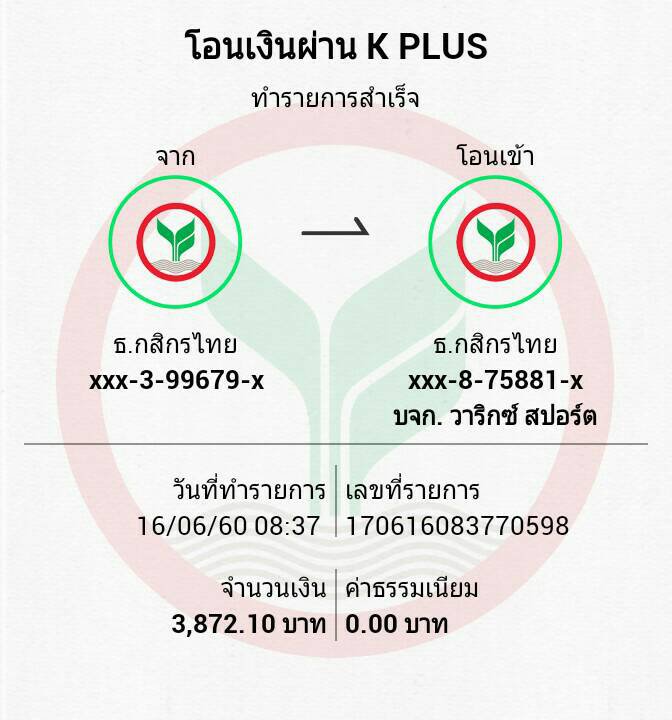 โอนเงินผ่าน K PLUS
ทำรายการสำเร็จ
จาก
โอนเข้า
ธ.กสิกรไทย
xxx-3-99679-x
ธ.กสิกรไทย
xxx-8-75881-x
บจก. วาริกซ์ สปอร์ต
วันที่ทำรายการ
16/06/60 08:37
เลขที่รายการ
170616083770598
จำนวนเงิน
3,872.10 บาท
ค่าธรรมเนียม
0.00 บาท